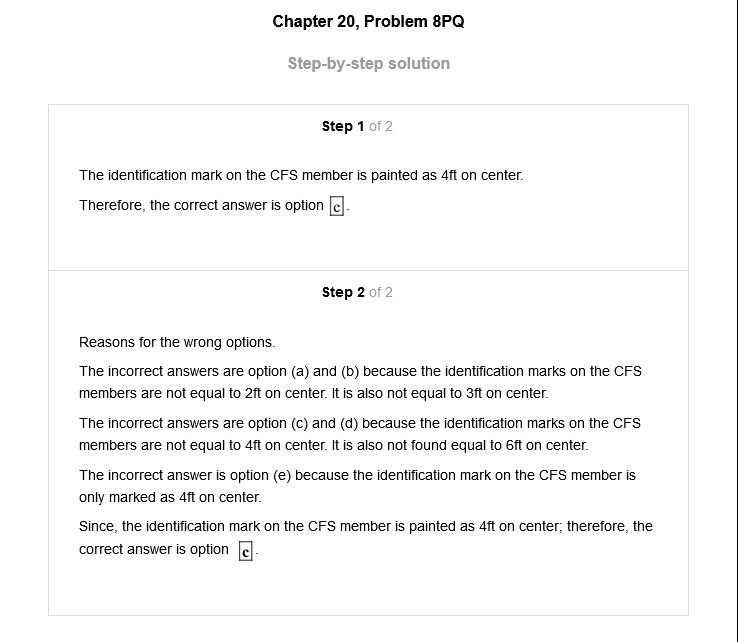 Chapter 20, Problem 8PQ
Step-by-step solution
Step 1 of 2
The identification mark on the CFS member is painted as 4ft on center.
Therefore, the correct answer is option c.
Step 2 of 2
Reasons for the wrong options.
The incorrect answers are option (a) and (b) because the identification marks on the CFS
members are not equal to 2ft on center. It is also not equal to 3ft on center.
The incorrect answers are option (c) and (d) because the identification marks on the CFS
members are not equal to 4ft on center. It is also not found equal to 6ft on center.
The incorrect answer is option (e) because the identification mark on the CFS member is
only marked as 4ft on center.
Since, the identification mark on the CFS member is painted as 4ft on center; therefore, the
correct answer is option c.